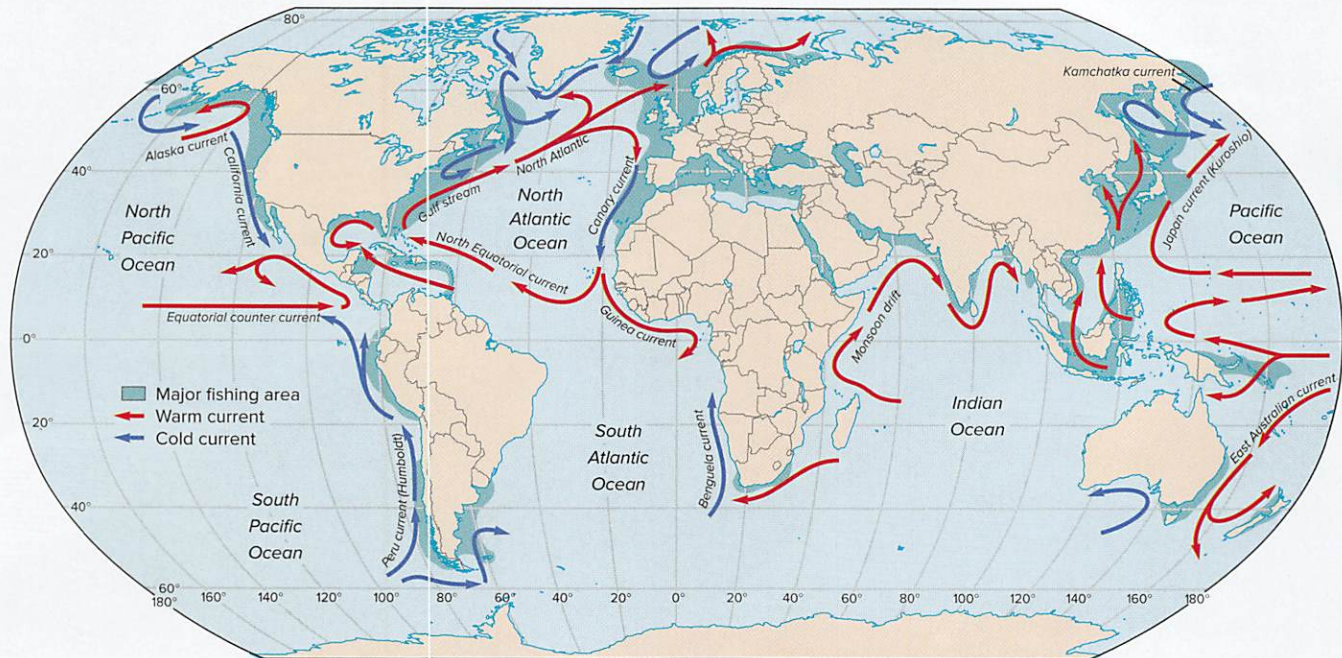 80°
60°
40°
20°
0°
20°
40°
60°
Kamchatka current
Alaska current
California current
North
Pacific
Ocean
Gulf stream
North Atlantic
North
Atlantic
Ocean
Canary current
Japan current (Kuroshio)
Pacific
Ocean
North Equatorial current
Equatorial counter current
Guinea current
Monsoon drift
Major fishing area
Warm current
Cold current
Indian
Ocean
East Australian current
South
Atlantic
Ocean
Benguela current
Peru current (Humboldt)
South
Pacific
Ocean
180° 160° 140° 120° 100° 80° 60° 40° 20° 0° 20° 40° 60° 80° 100° 120° 140° 160° 180°